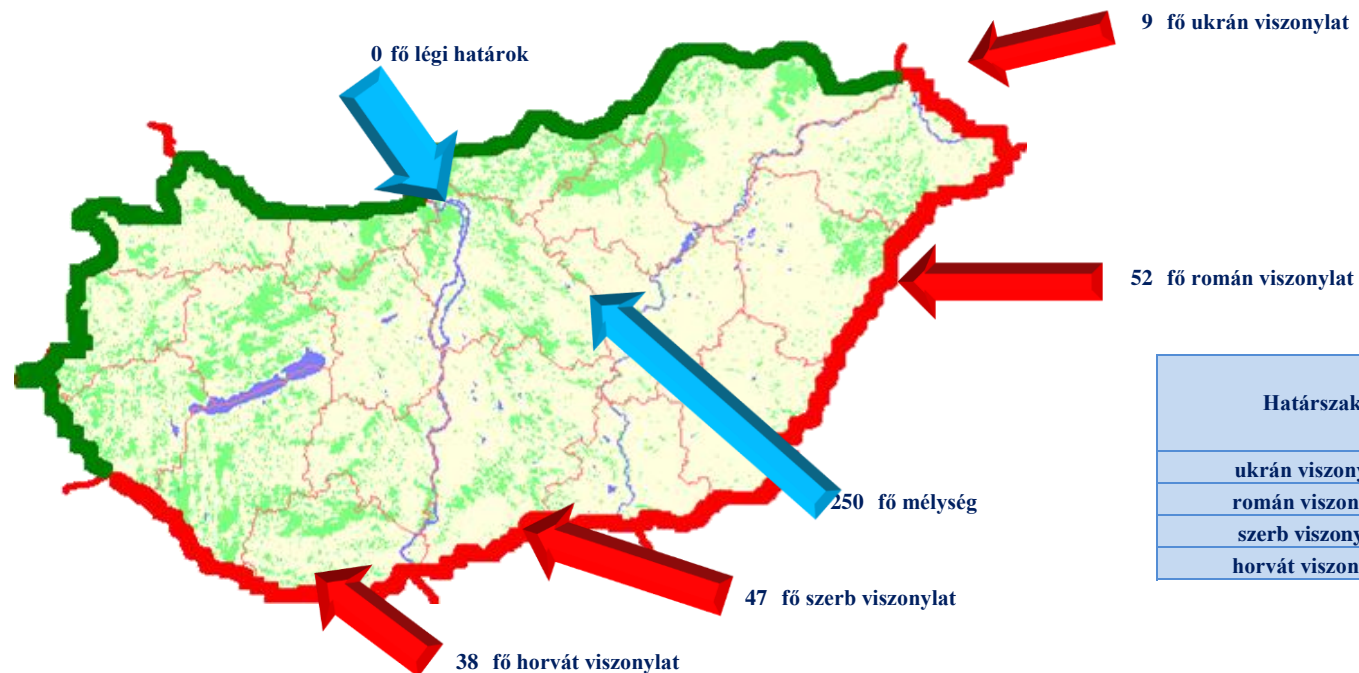 9 fő ukrán viszonylat
0 fő légi határok
52 fő román viszonylat
Határszak
ukrán viszony
román viszon
szerb viszony
horvát viszon
250 fő mélység
47 fő szerb viszonylat
38 fő horvát viszonylat